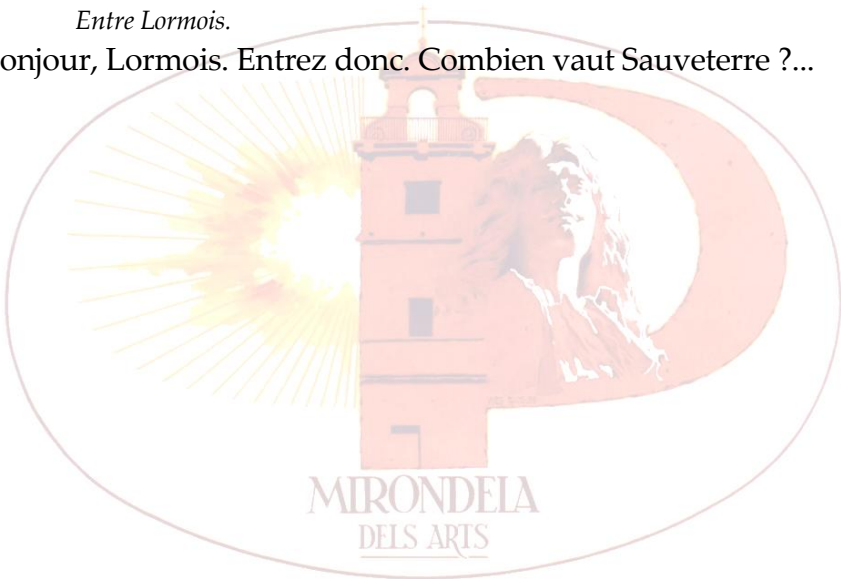 Entre Lormois.
onjour, Lormois. Entrez donc. Combien vaut Sauveterre ?...
MIRONDELA
DELS ARTS